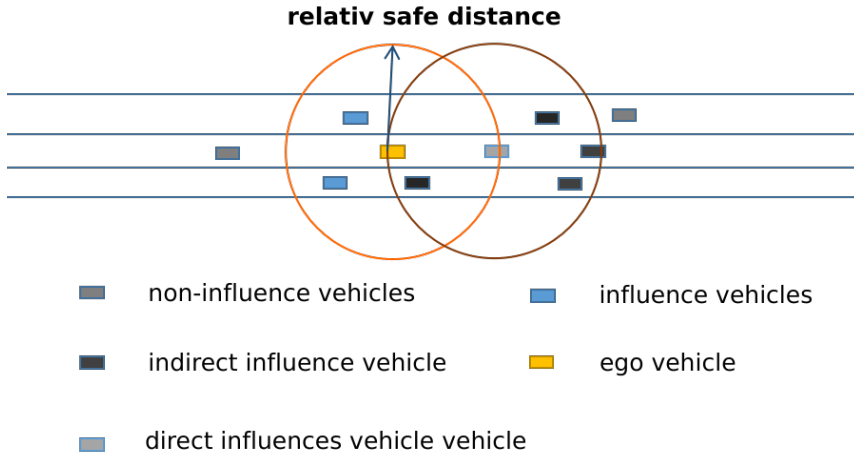 relativ safe distance
non-influence vehicles
influence vehicles
indirect influence vehicle
ego vehicle
direct influences vehicle vehicle